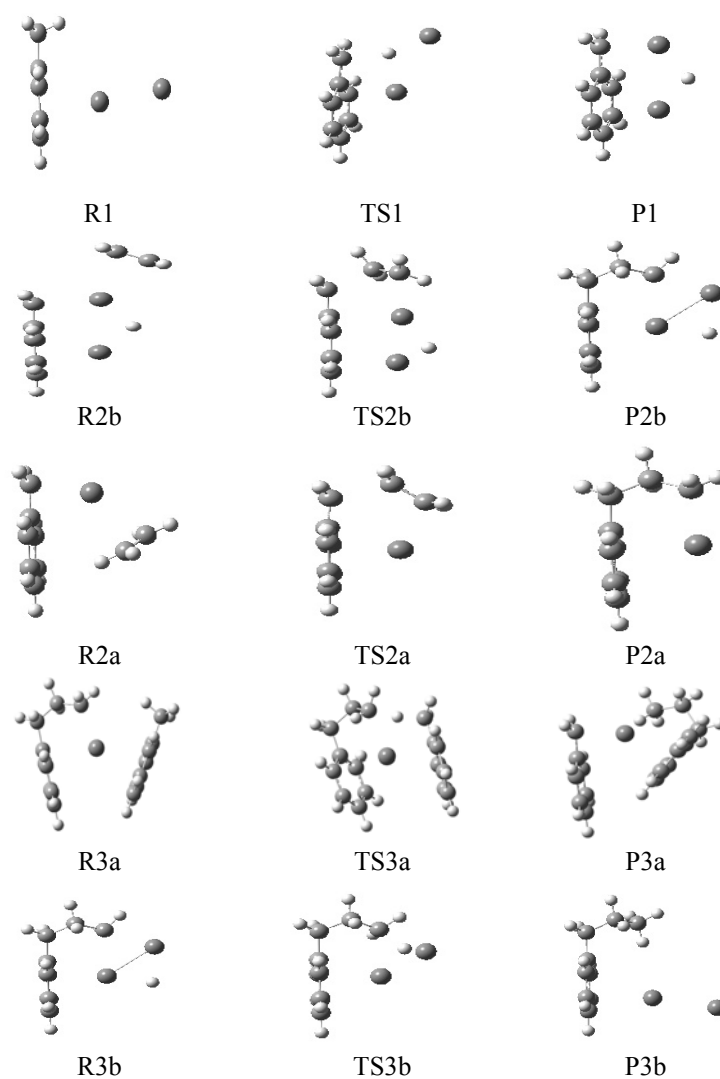 R1 TS1 P1
R2b TS2b P2b
R2a TS2a P2a
R3a TS3a P3a
R3b TS3b P3b